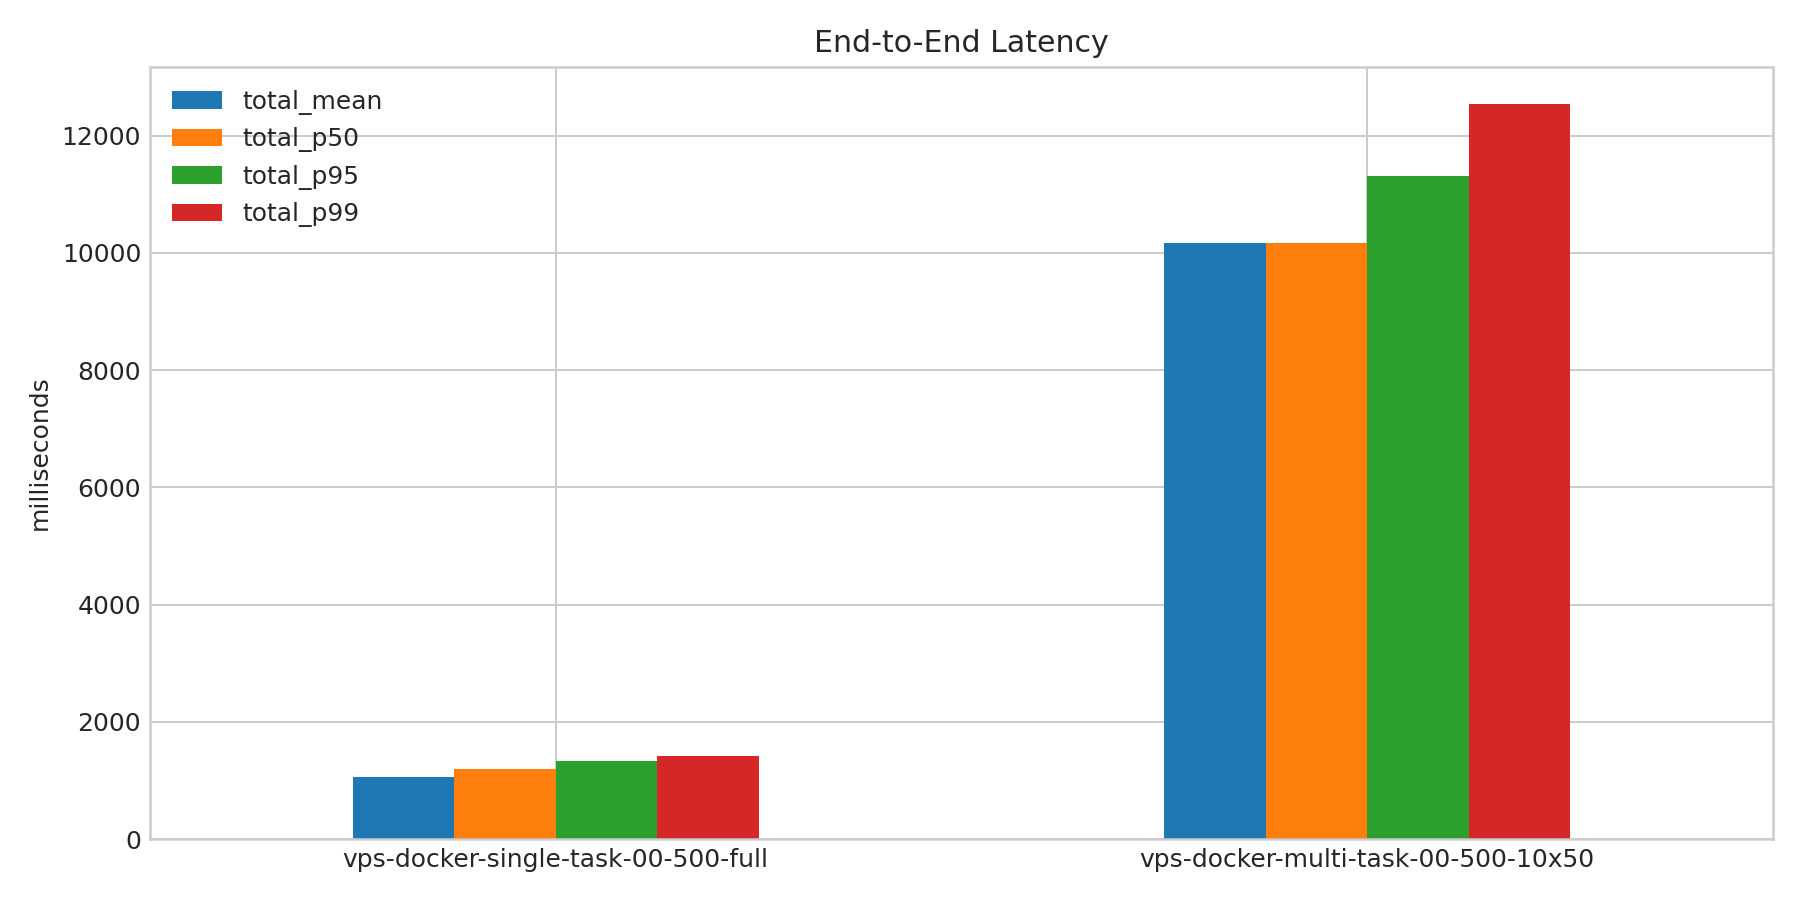 End-to-End Latency
total_mean
total_p50
total_p95
total_p99
12000
10000
8000
6000
4000
2000
0
milliseconds
vps-docker-single-task-00-500-full
vps-docker-multi-task-00-500-10x50